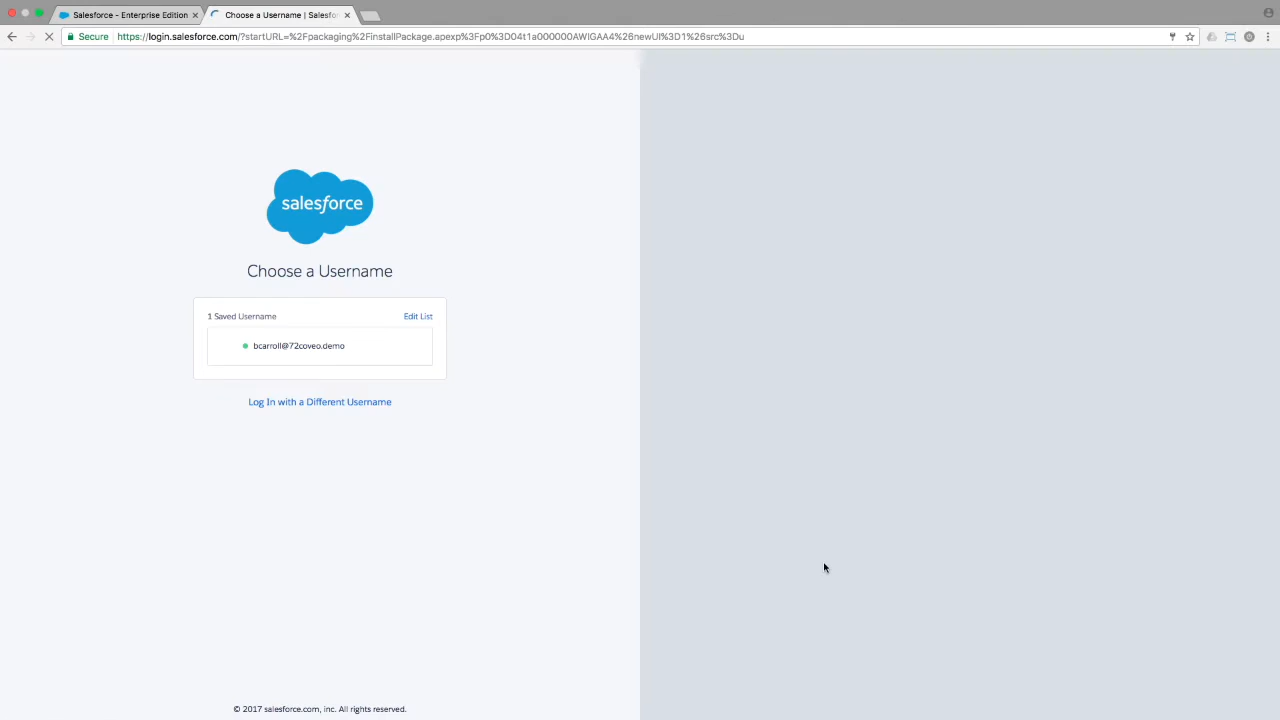 Salesforce - Enterprise Edition
Choose a Username | Salesfor
Secure
https://login.salesforce.com/?startURL=%2Fpackaging%2FinstallPackage.apexp%3Fp0%3D04t1a000000AWIGAA4%26newUI%3D1%26src%3Du
salesforce
Choose a Username
1 Saved Username
Edit List
bcarroll@72coveo.demo
Log In with a Different Username
© 2017 salesforce.com, inc. All rights reserved.